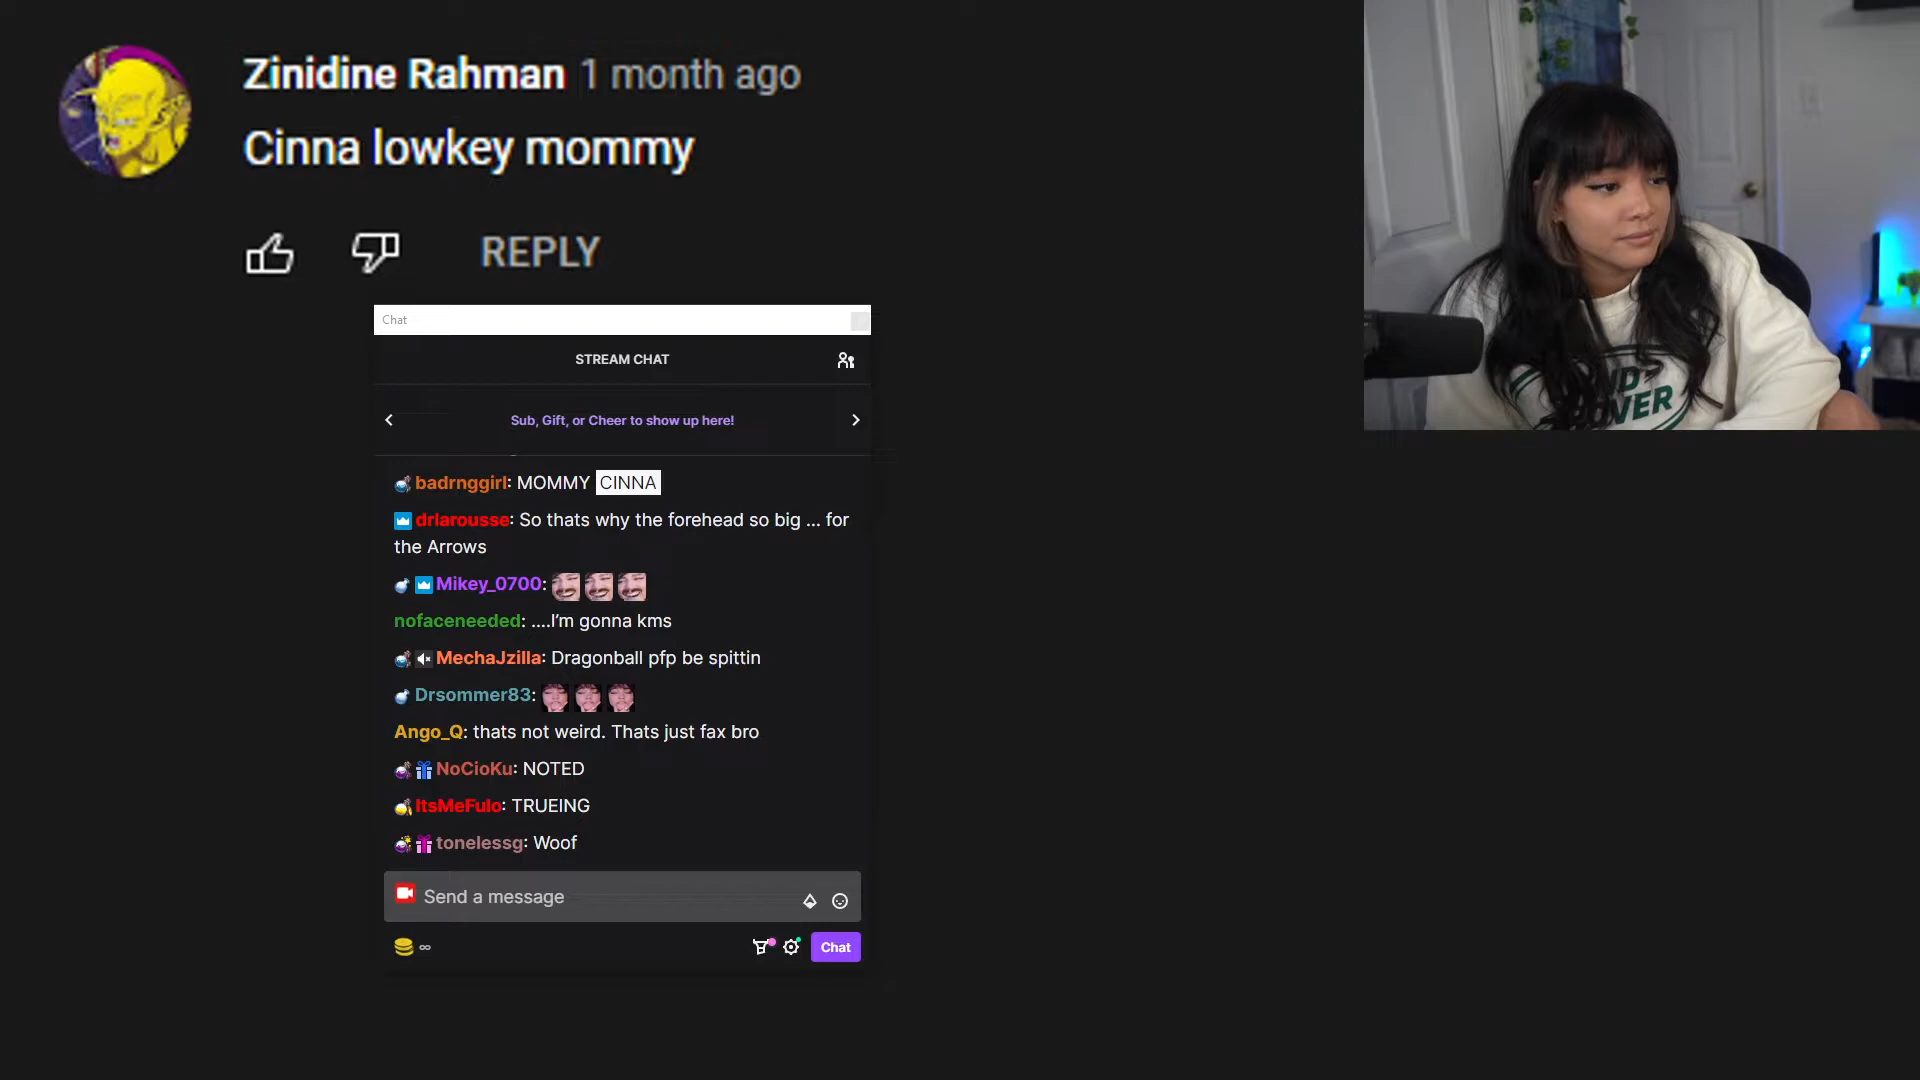 Zinidine Rahman 1 month ago
Cinna lowkey mommy
REPLY
Chat
STREAM CHAT
Sub, Gift, or Cheer to show up here!
badrnggirl: MOMMY CINNA
drlarousse: So thats why the forehead so big ... for
the Arrows
Mikey_0700:
nofaceneeded: ....I'm gonna kms
MechaJzilla: Dragonball pfp be spittin
Drsommer83:
Ango_Q: thats not weird. Thats just fax bro
NoCioKu: NOTED
ItsMeFulo: TRUEING
tonelessg: Woof
Send a message
∞
Chat